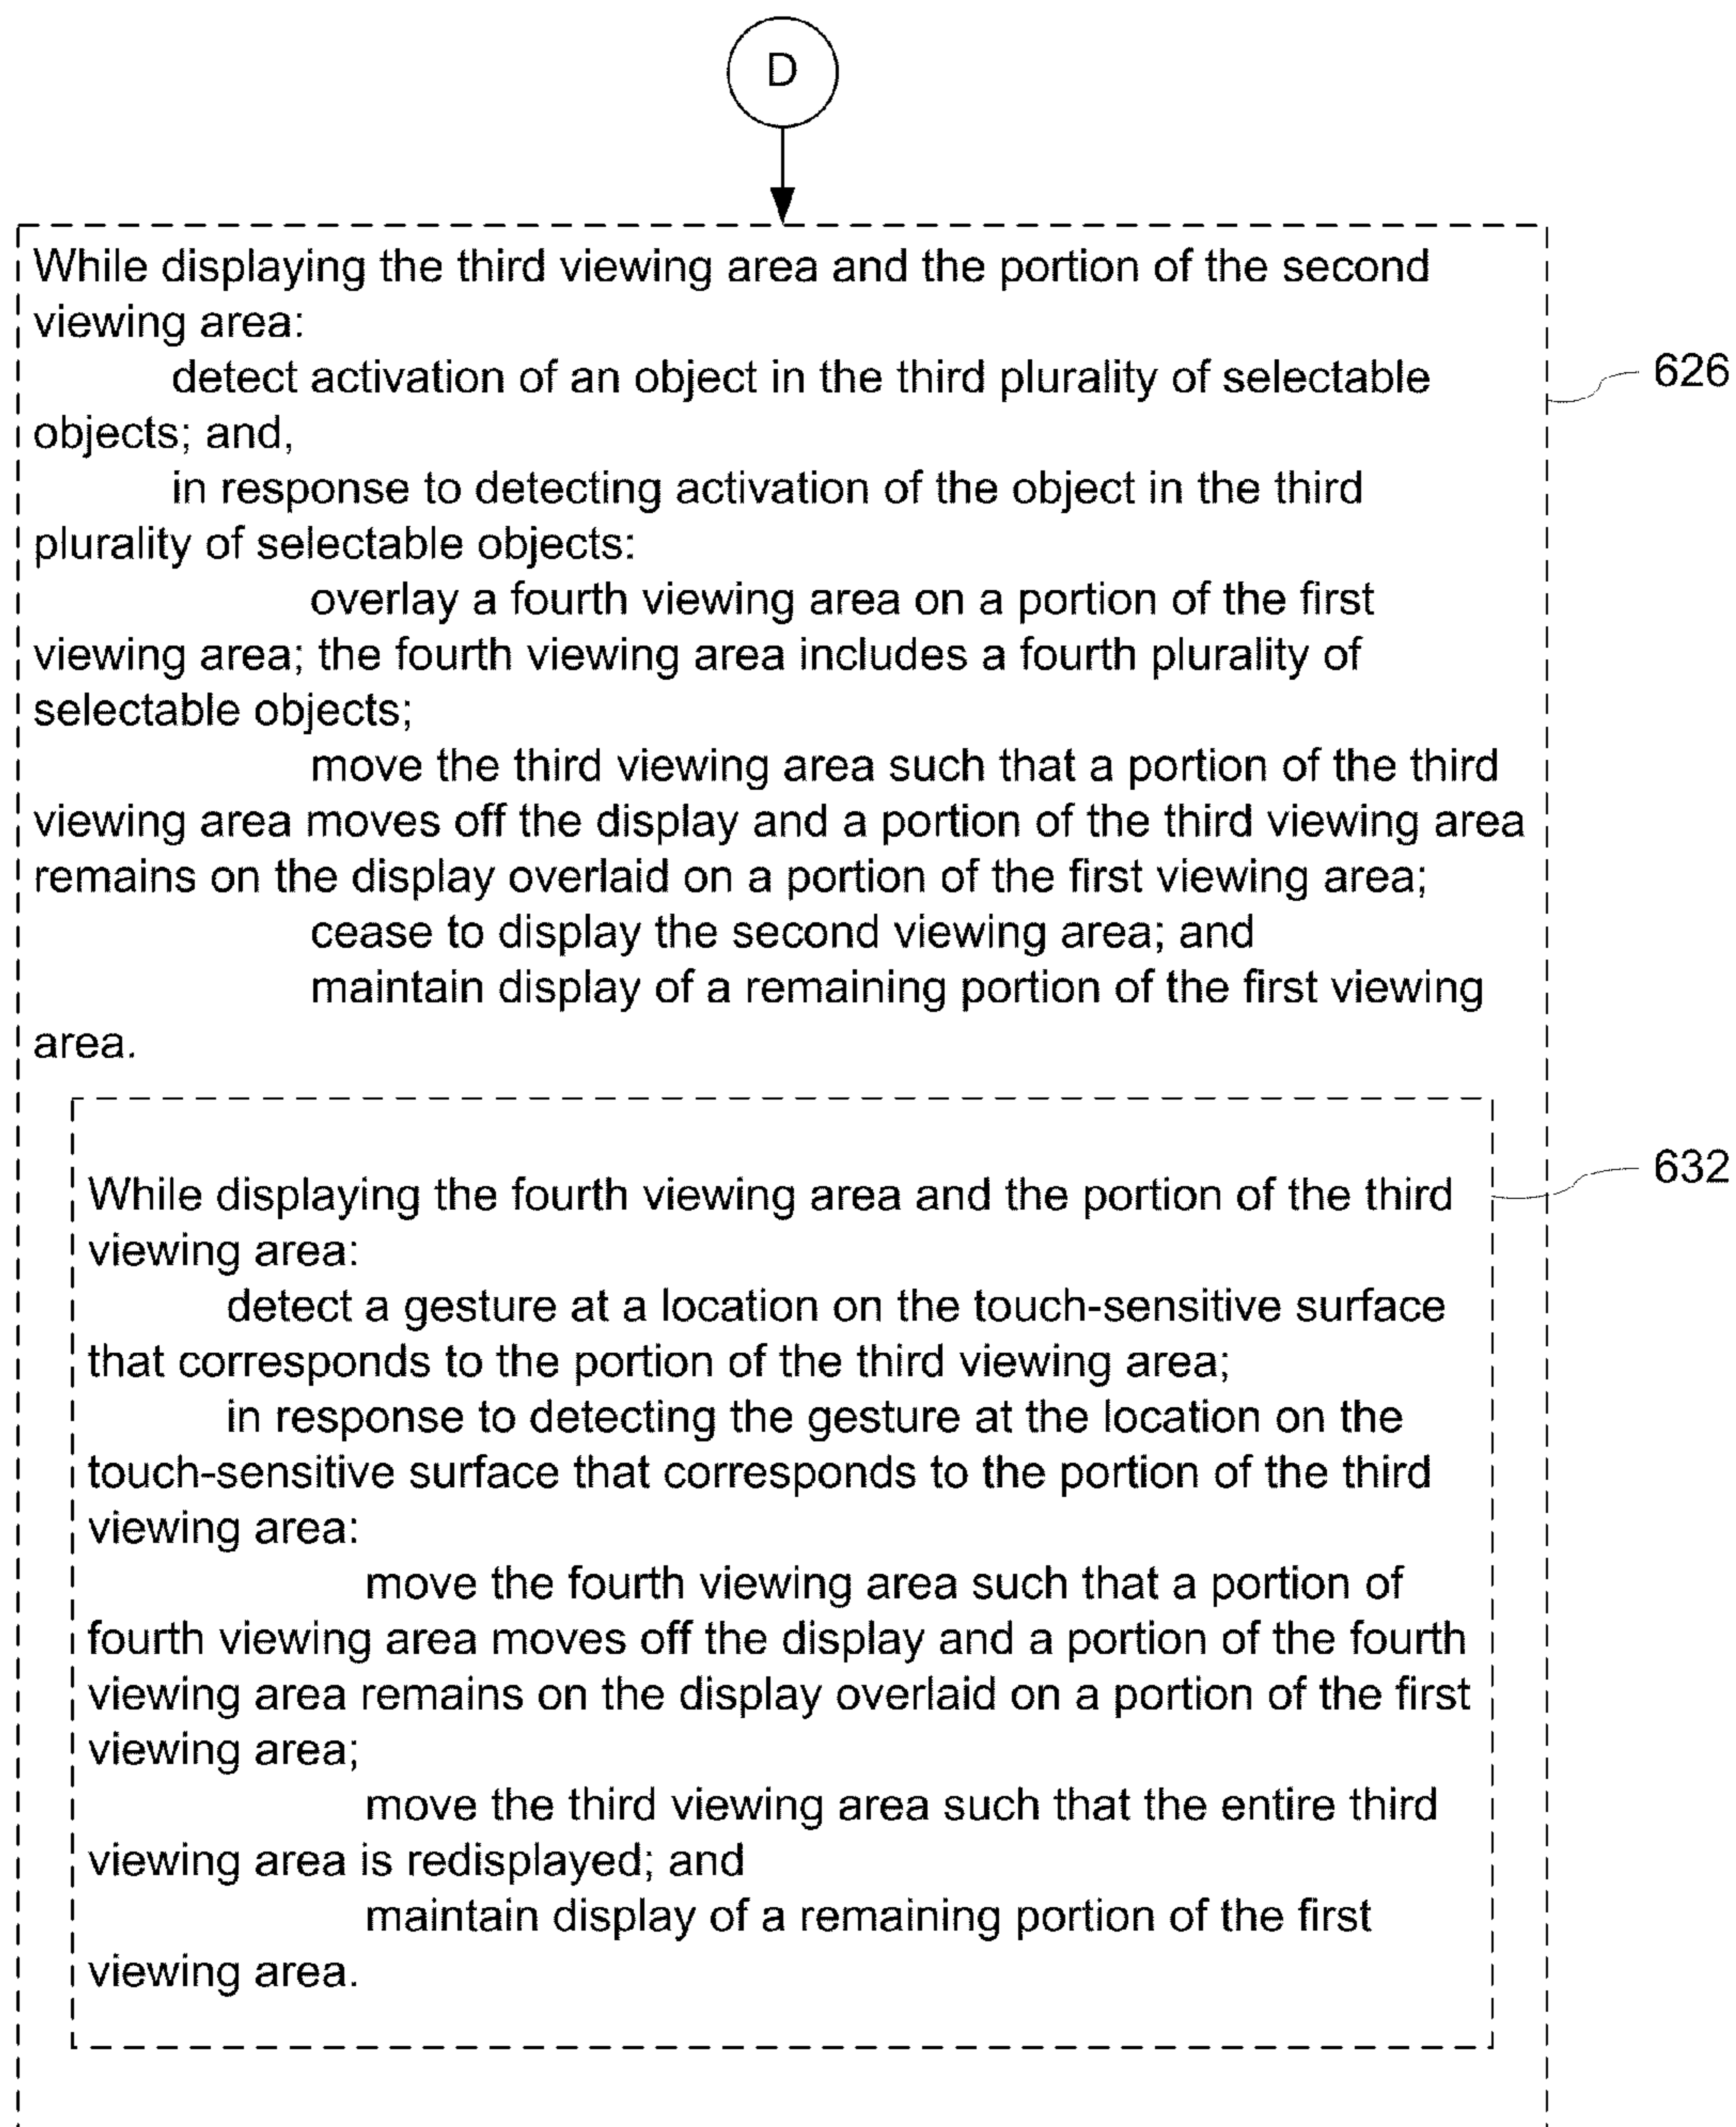 D
While displaying the third viewing area and the portion of the second
viewing area:
detect activation of an object in the third plurality of selectable
objects; and,
in response to detecting activation of the object in the third
plurality of selectable objects:
overlay a fourth viewing area on a portion of the first
viewing area; the fourth viewing area includes a fourth plurality of
selectable objects;
move the third viewing area such that a portion of the third
viewing area moves off the display and a portion of the third viewing area
remains on the display overlaid on a portion of the first viewing area;
cease to display the second viewing area; and
maintain display of a remaining portion of the first viewing
area.
626
While displaying the fourth viewing area and the portion of the third
viewing area:
detect a gesture at a location on the touch-sensitive surface
that corresponds to the portion of the third viewing area;
in response to detecting the gesture at the location on the
touch-sensitive surface that corresponds to the portion of the third
viewing area:
move the fourth viewing area such that a portion of
fourth viewing area moves off the display and a portion of the fourth
viewing area remains on the display overlaid on a portion of the first
viewing area;
move the third viewing area such that the entire third
viewing area is redisplayed; and
maintain display of a remaining portion of the first
viewing area.
632